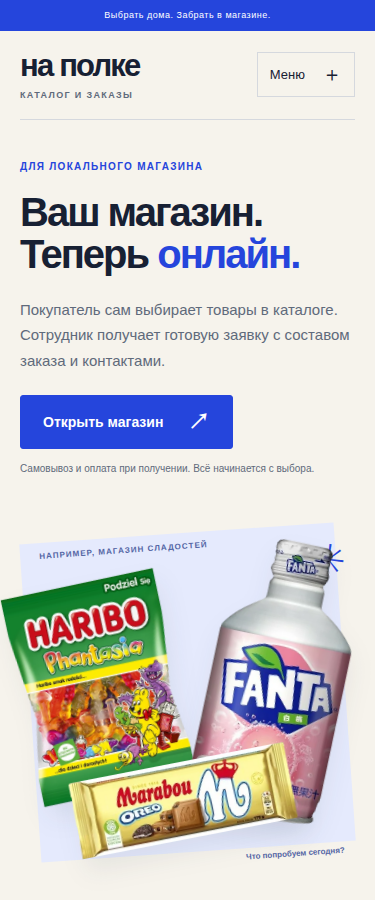 Выбрать дома. Забрать в магазине.
на полке
КАТАЛОГ И ЗАКАЗЫ
Меню +
ДЛЯ ЛОКАЛЬНОГО МАГАЗИНА
Ваш магазин.
Теперь онлайн.
Покупатель сам выбирает товары в каталоге.
Сотрудник получает готовую заявку с составом
заказа и контактами.
Открыть магазин
Самовывоз и оплата при получении. Всё начинается с выбора.
НАПРИМЕР, МАГАЗИН СЛАДОСТЕЙ
Podziel Się
HARIBO
Phantasia
FANTA
FANTA
白桃
Marabou
OREO
M
Что попробуем сегодня?